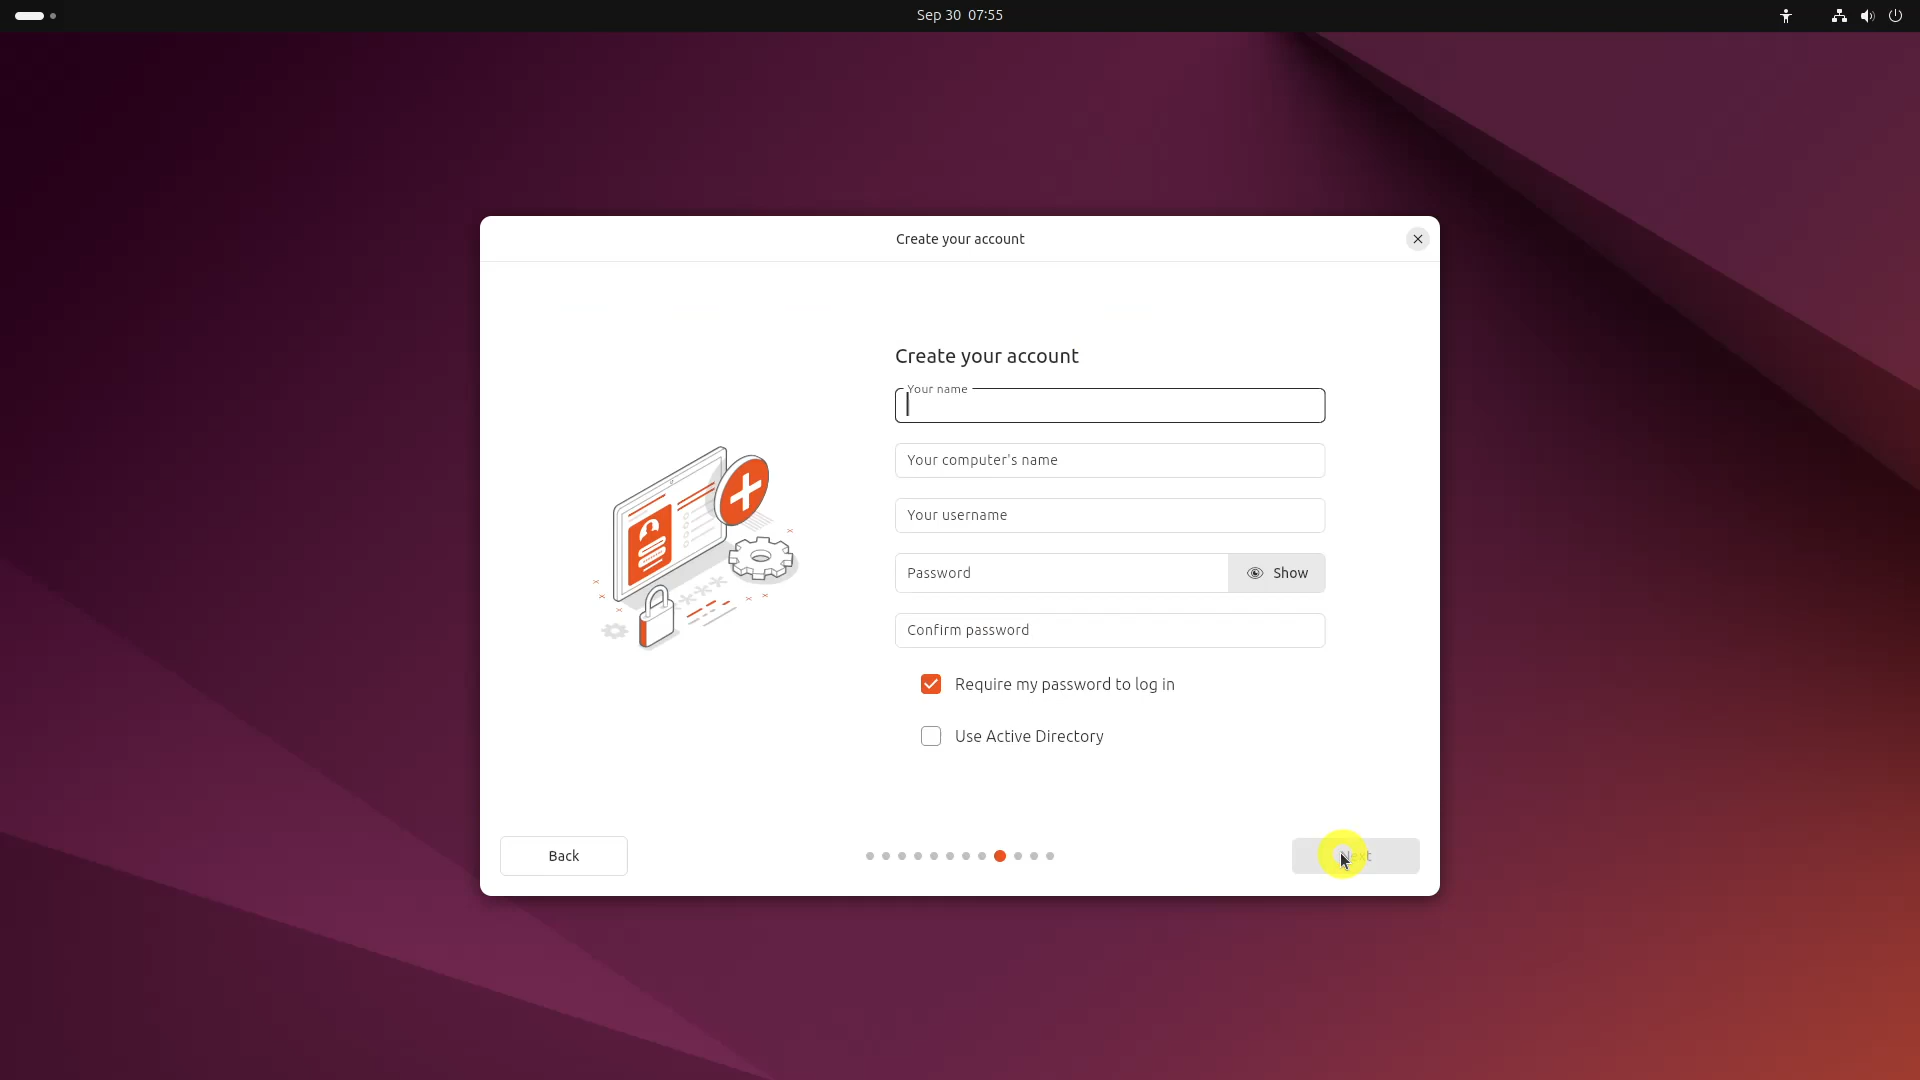 Sep 30 07:55
Create your account
Create your account
Your name
Your computer's name
Your username
Password
Show
Confirm password
Require my password to log in
Use Active Directory
Back
Next